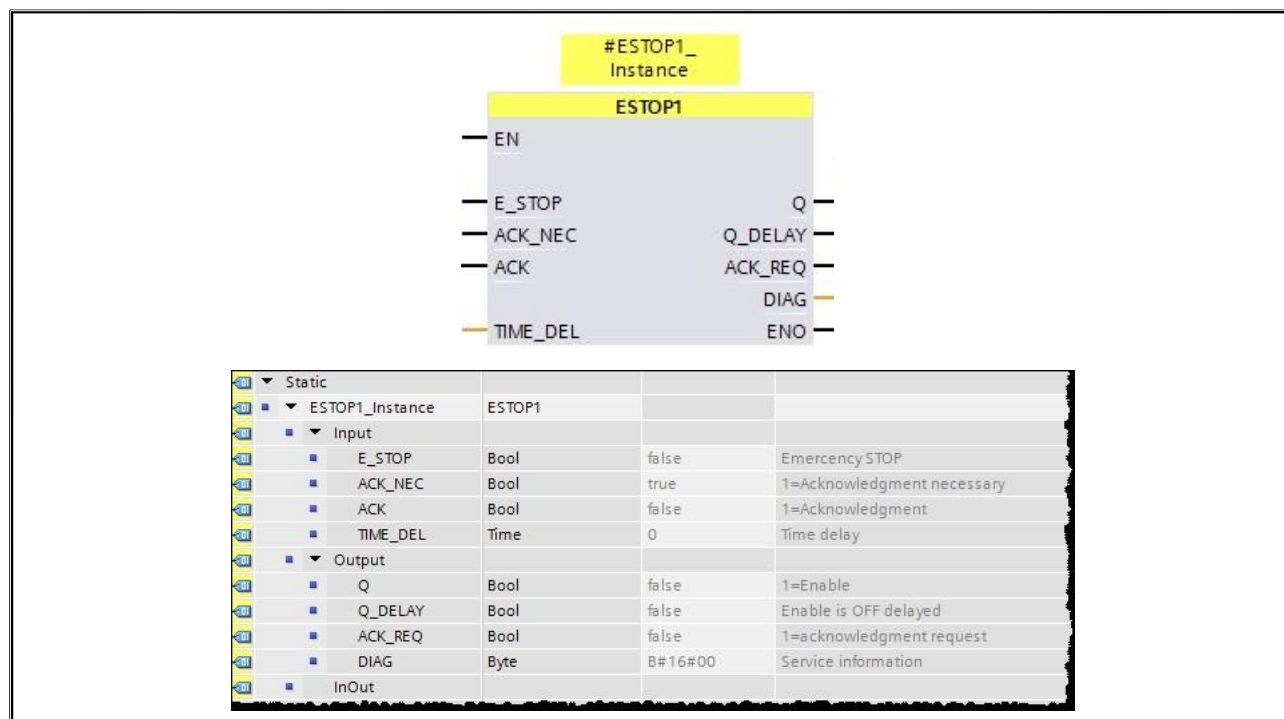 #ESTOP1_
Instance
ESTOP1
EN
E_STOP Q
ACK_NEC Q_DELAY
ACK ACK_REQ
DIAG
TIME_DEL ENO
Static
ESTOP1_Instance ESTOP1
Input
E_STOP Bool false Emercency STOP
ACK_NEC Bool true 1=Acknowledgment necessary
ACK Bool false 1=Acknowledgment
TIME_DEL Time 0 Time delay
Output
Q Bool false 1=Enable
Q_DELAY Bool false Enable is OFF delayed
ACK_REQ Bool false 1=acknowledgment request
DIAG Byte B#16#00 Service information
InOut